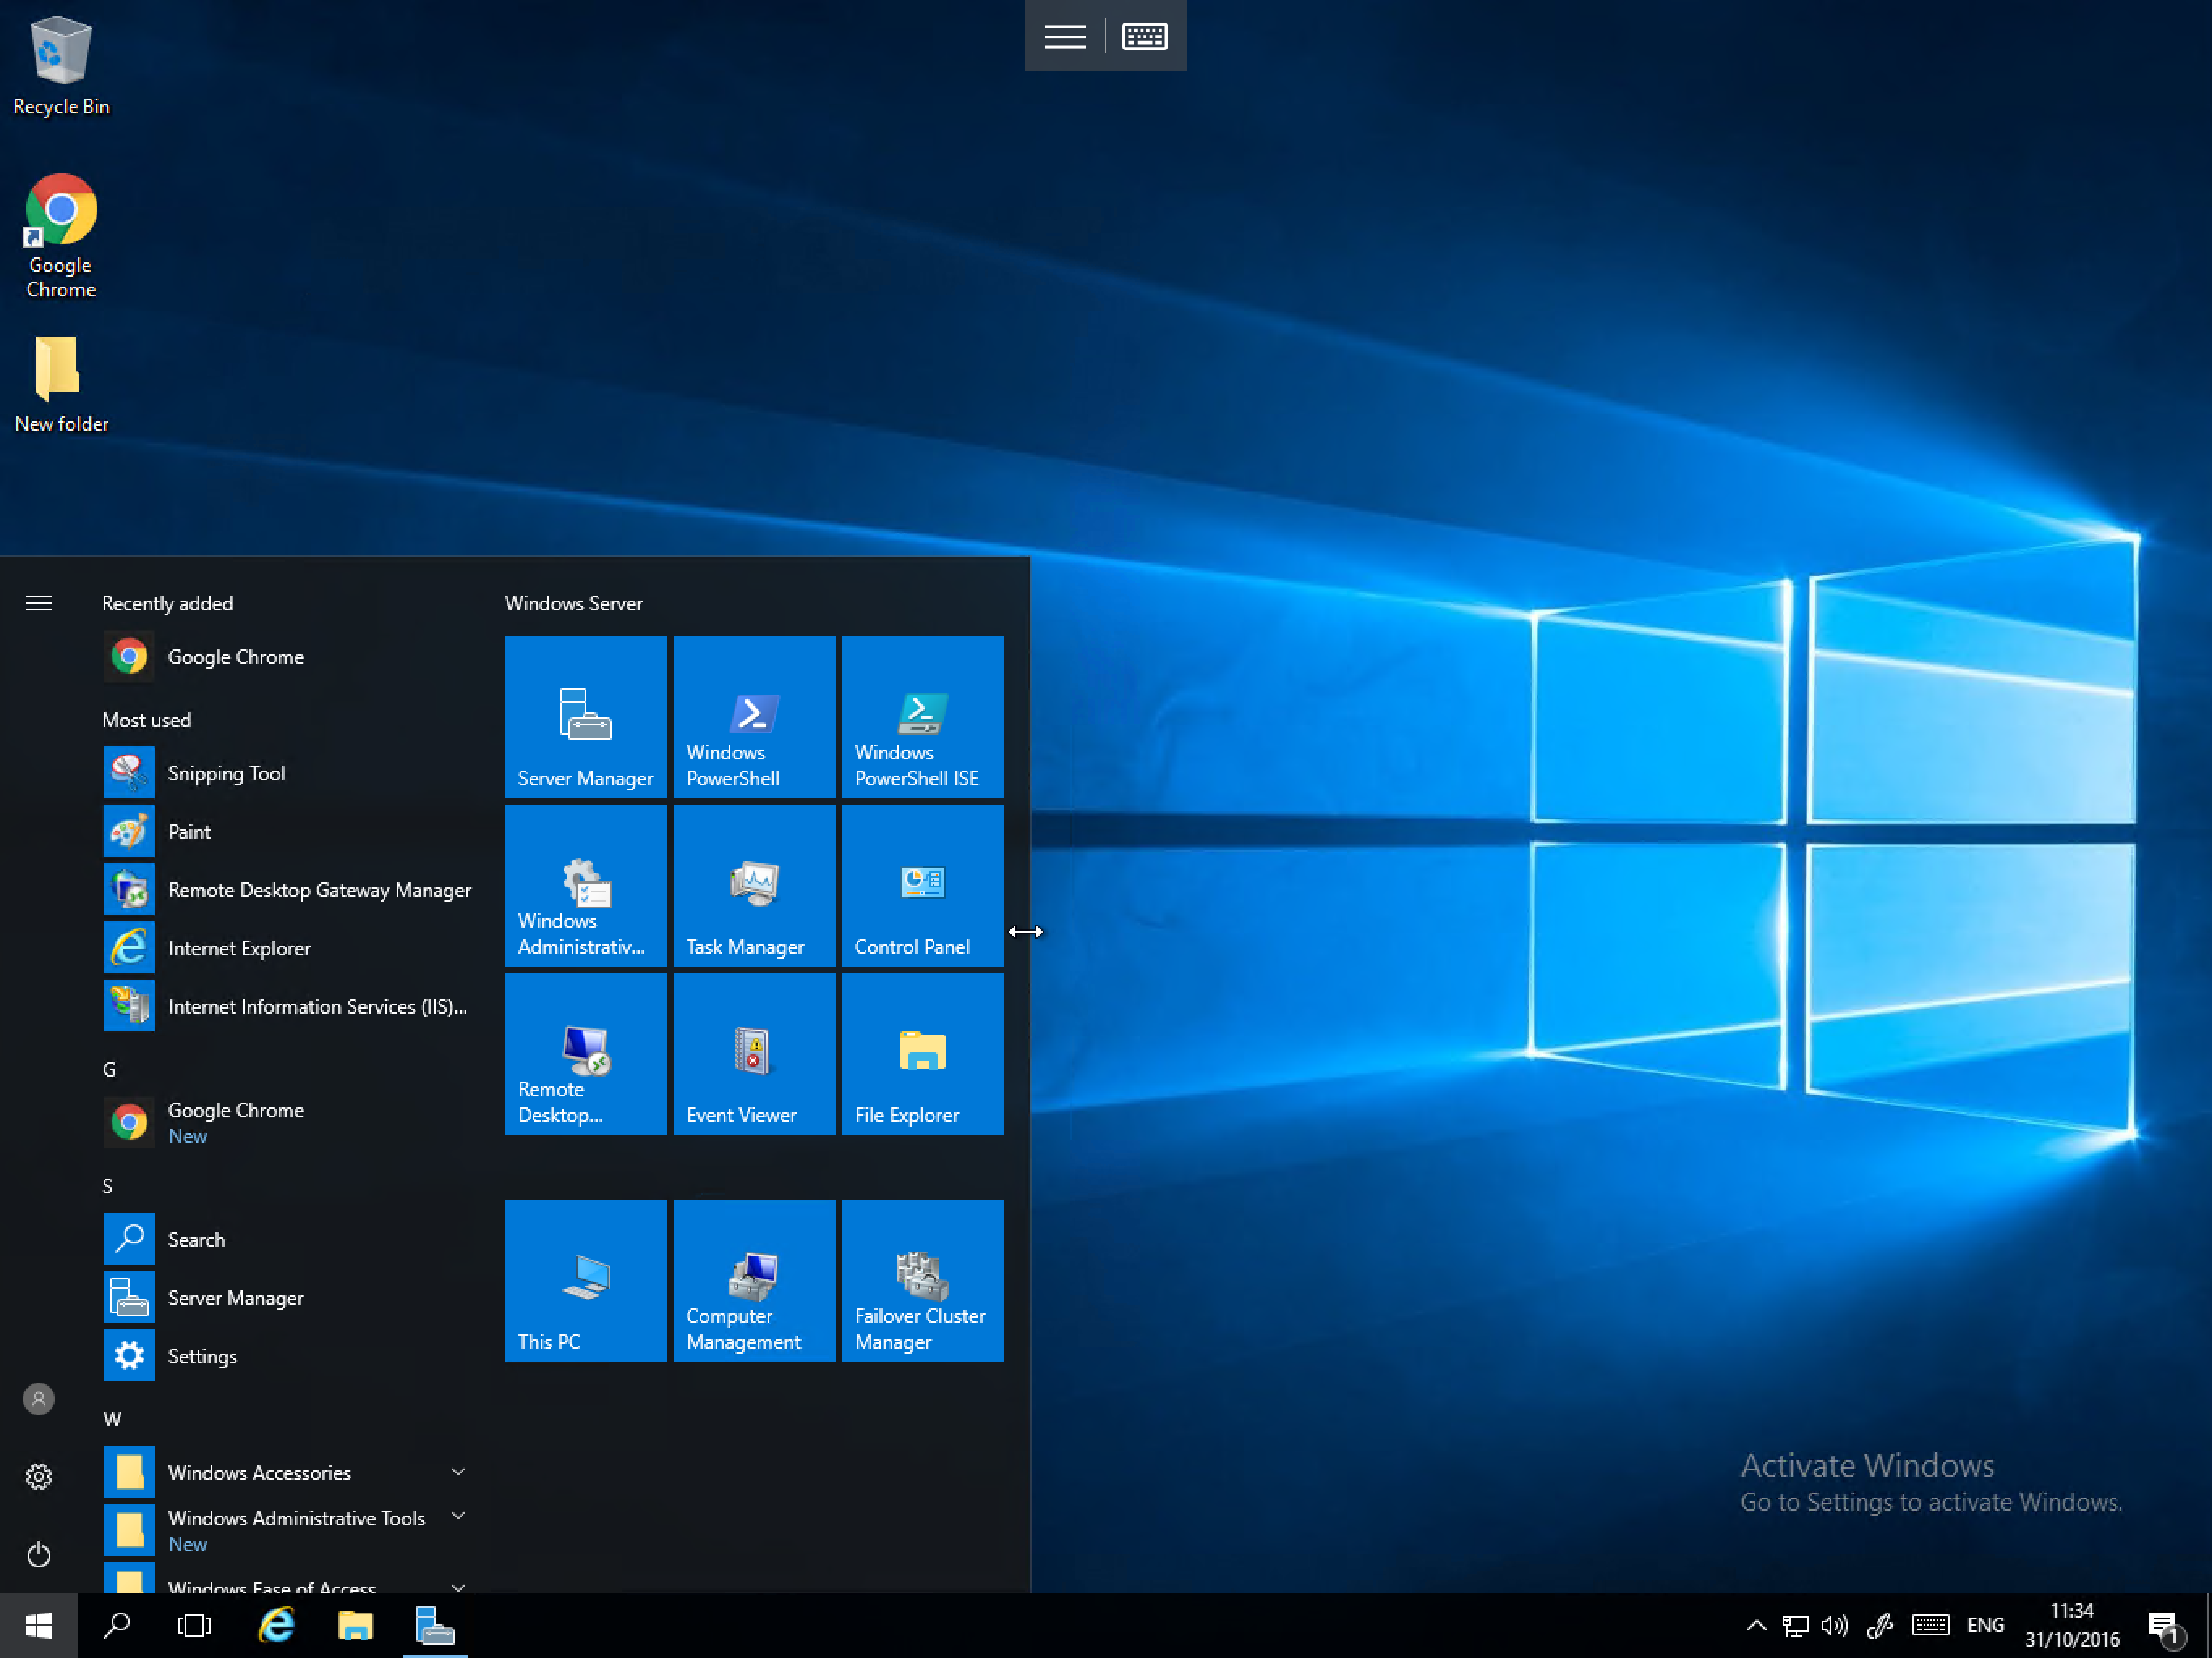 Recycle Bin
Google
Chrome
New folder
Recently added
Google Chrome
Most used
Snipping Tool
Paint
Remote Desktop Gateway Manager
Internet Explorer
Internet Information Services (IIS)...
G
Google Chrome
New
S
Search
Server Manager
Settings
W
Windows Accessories
Windows Administrative Tools
New
Windows Ease of Access
Windows Server
Server Manager
Windows
PowerShell
Windows
PowerShell ISE
Windows
Administrativ...
Task Manager
Control Panel
Remote
Desktop...
Event Viewer
File Explorer
This PC
Computer
Management
Failover Cluster
Manager
Activate Windows
Go to Settings to activate Windows.
ENG
11:34
31/10/2016
1